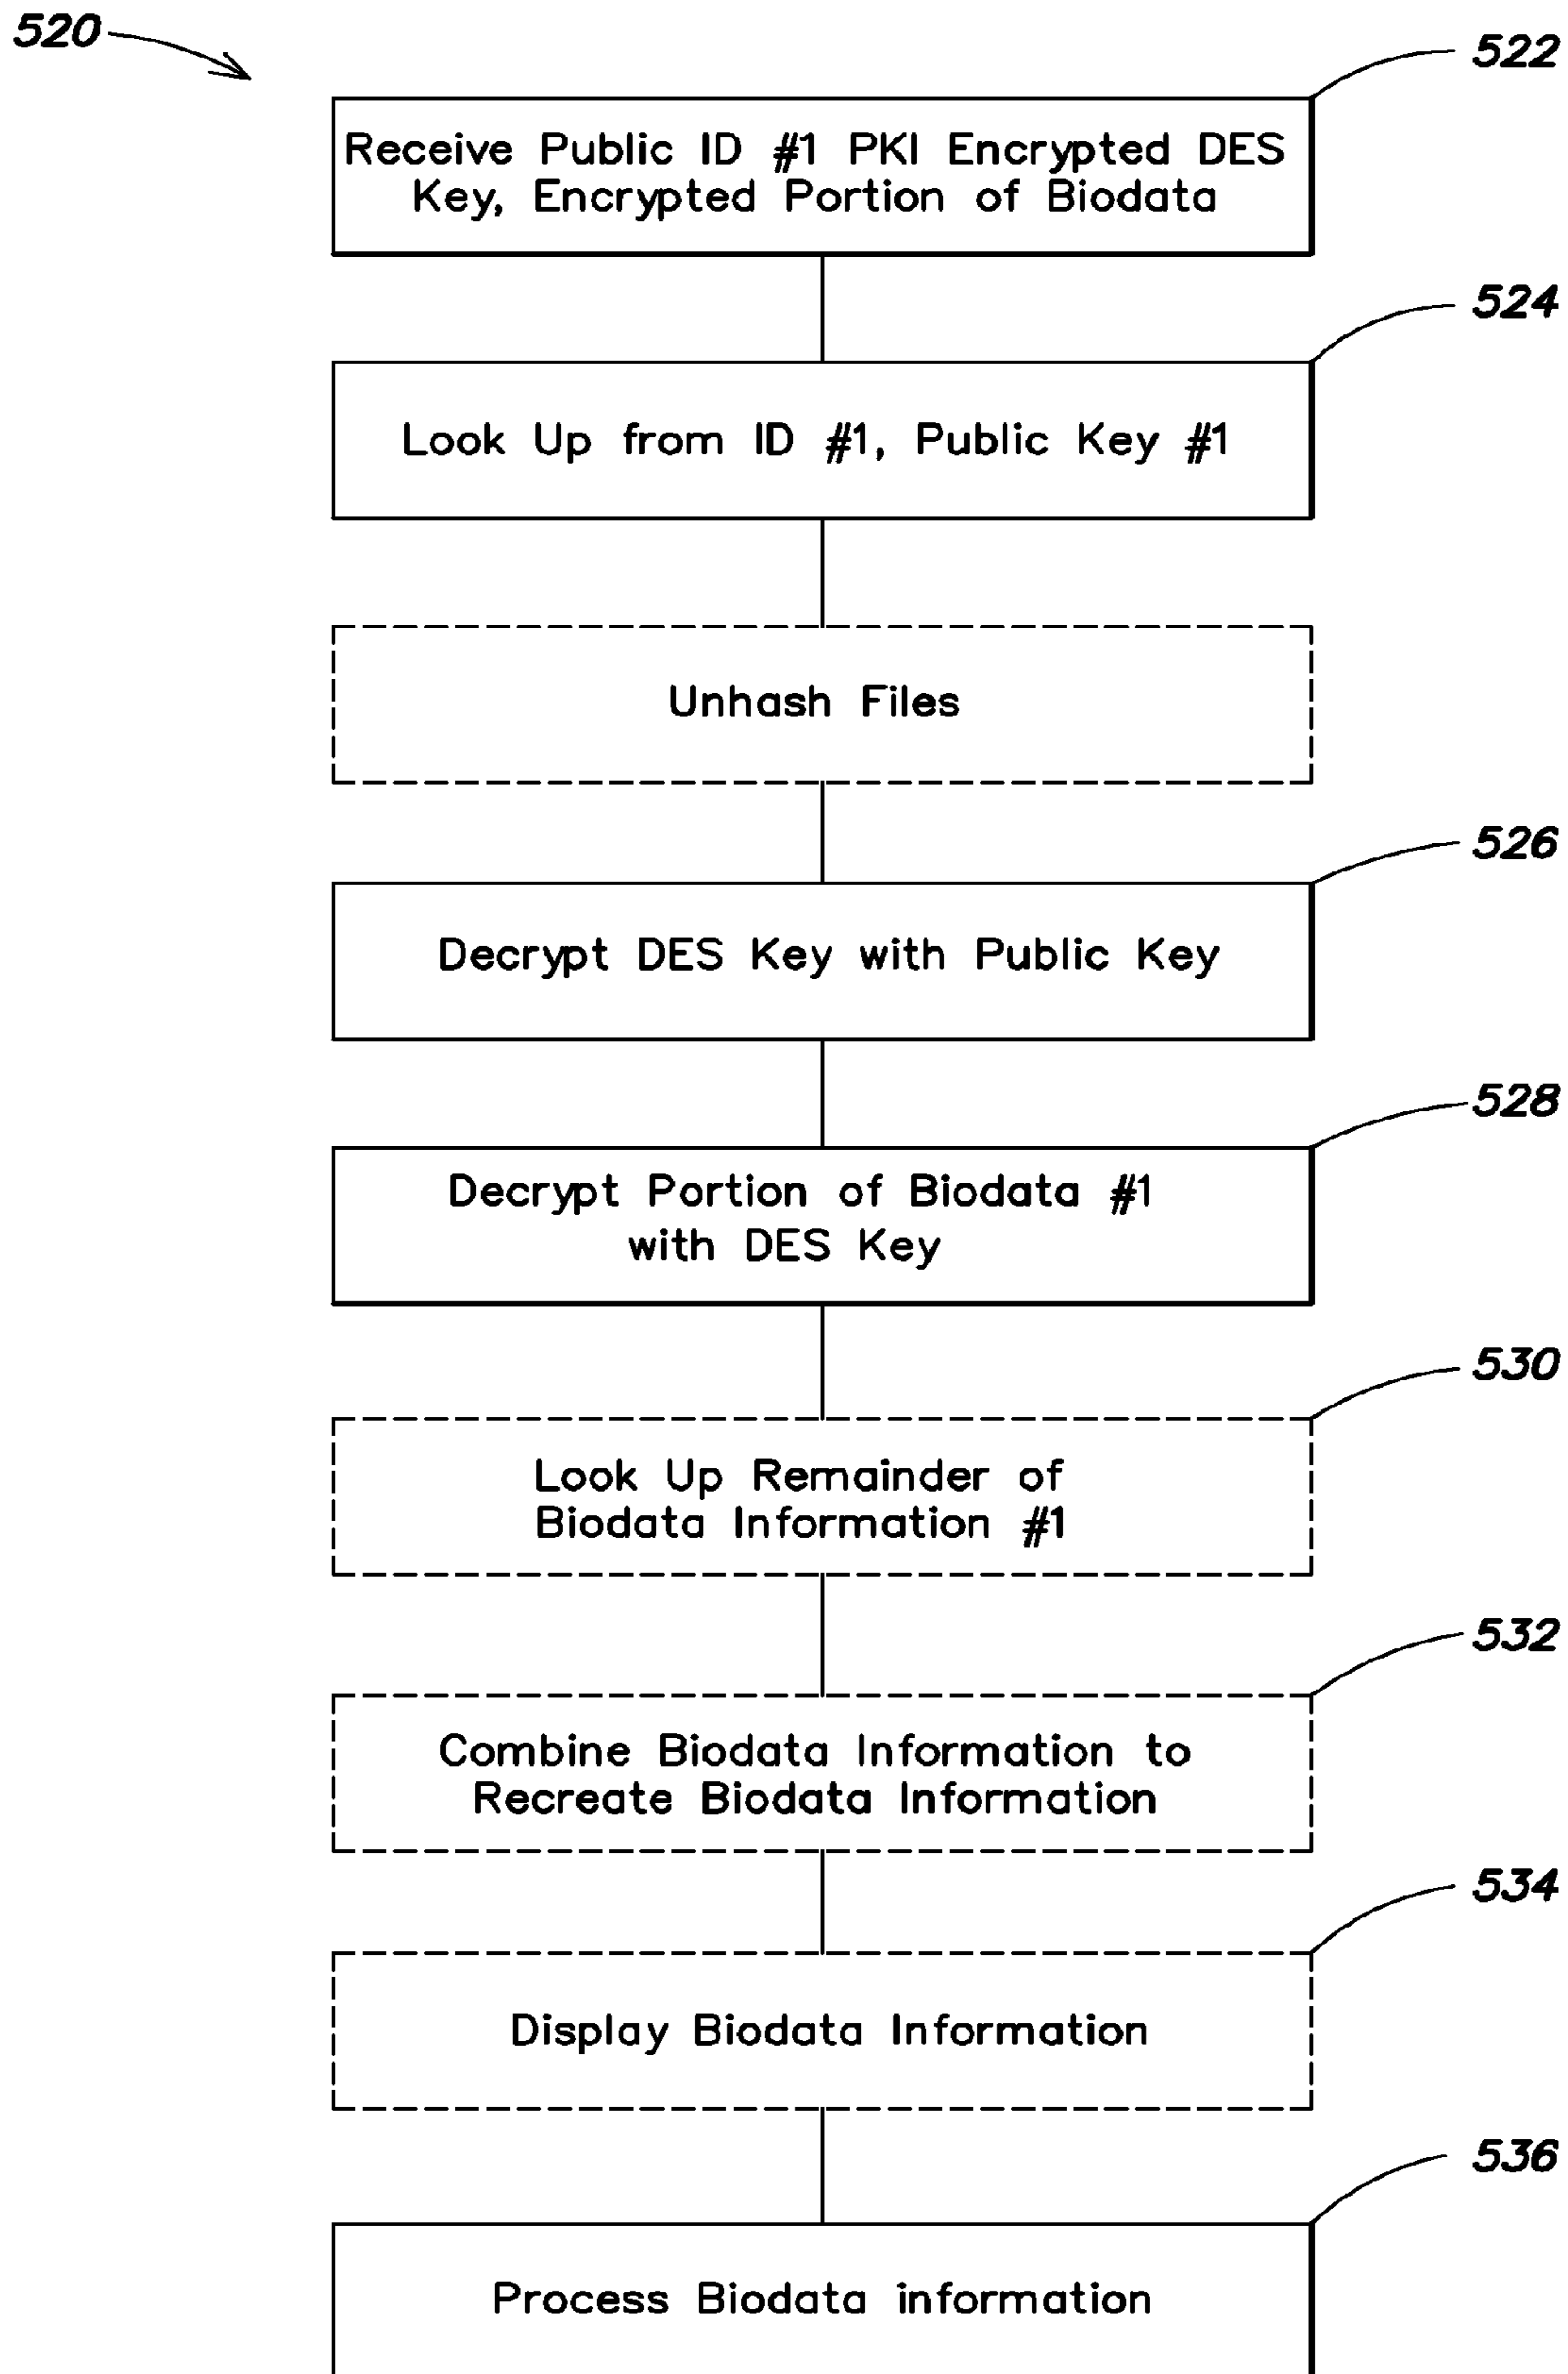 520
522
Receive Public ID #1 PKI Encrypted DES
Key, Encrypted Portion of Biodata
524
Look Up from ID #1, Public Key #1
Unhash Files
526
Decrypt DES Key with Public Key
528
Decrypt Portion of Biodata #1
with DES Key
530
Look Up Remainder of
Biodata Information #1
532
Combine Biodata Information to
Recreate Biodata Information
534
Display Biodata Information
536
Process Biodata information